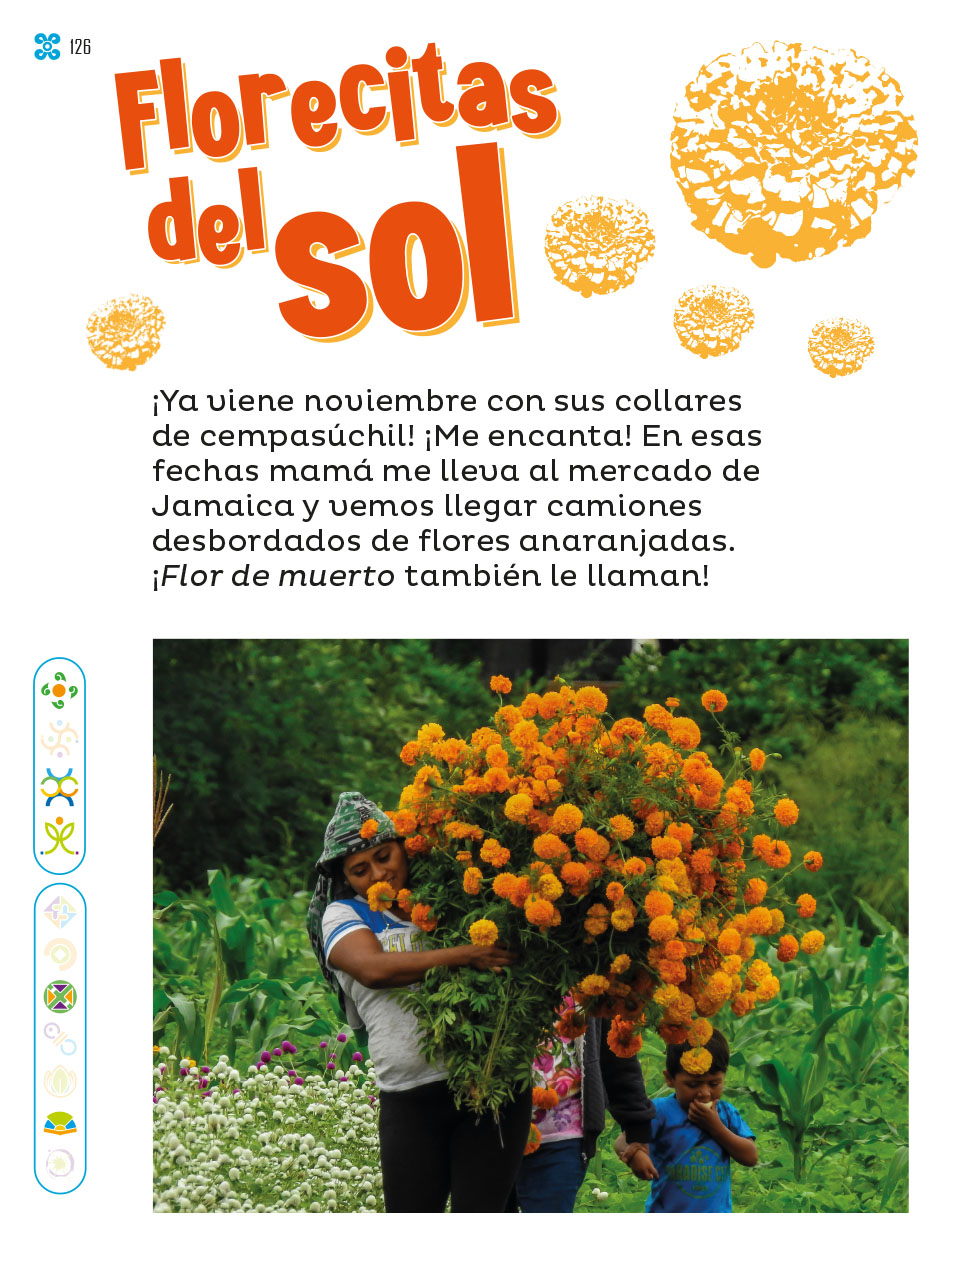 126
Florecitas
del sol
¡Ya viene noviembre con sus collares
de cempasúchil! ¡Me encanta! En esas
fechas mamá me lleva al mercado de
Jamaica y vemos llegar camiones
desbordados de flores anaranjadas.
¡Flor de muerto también le llaman!